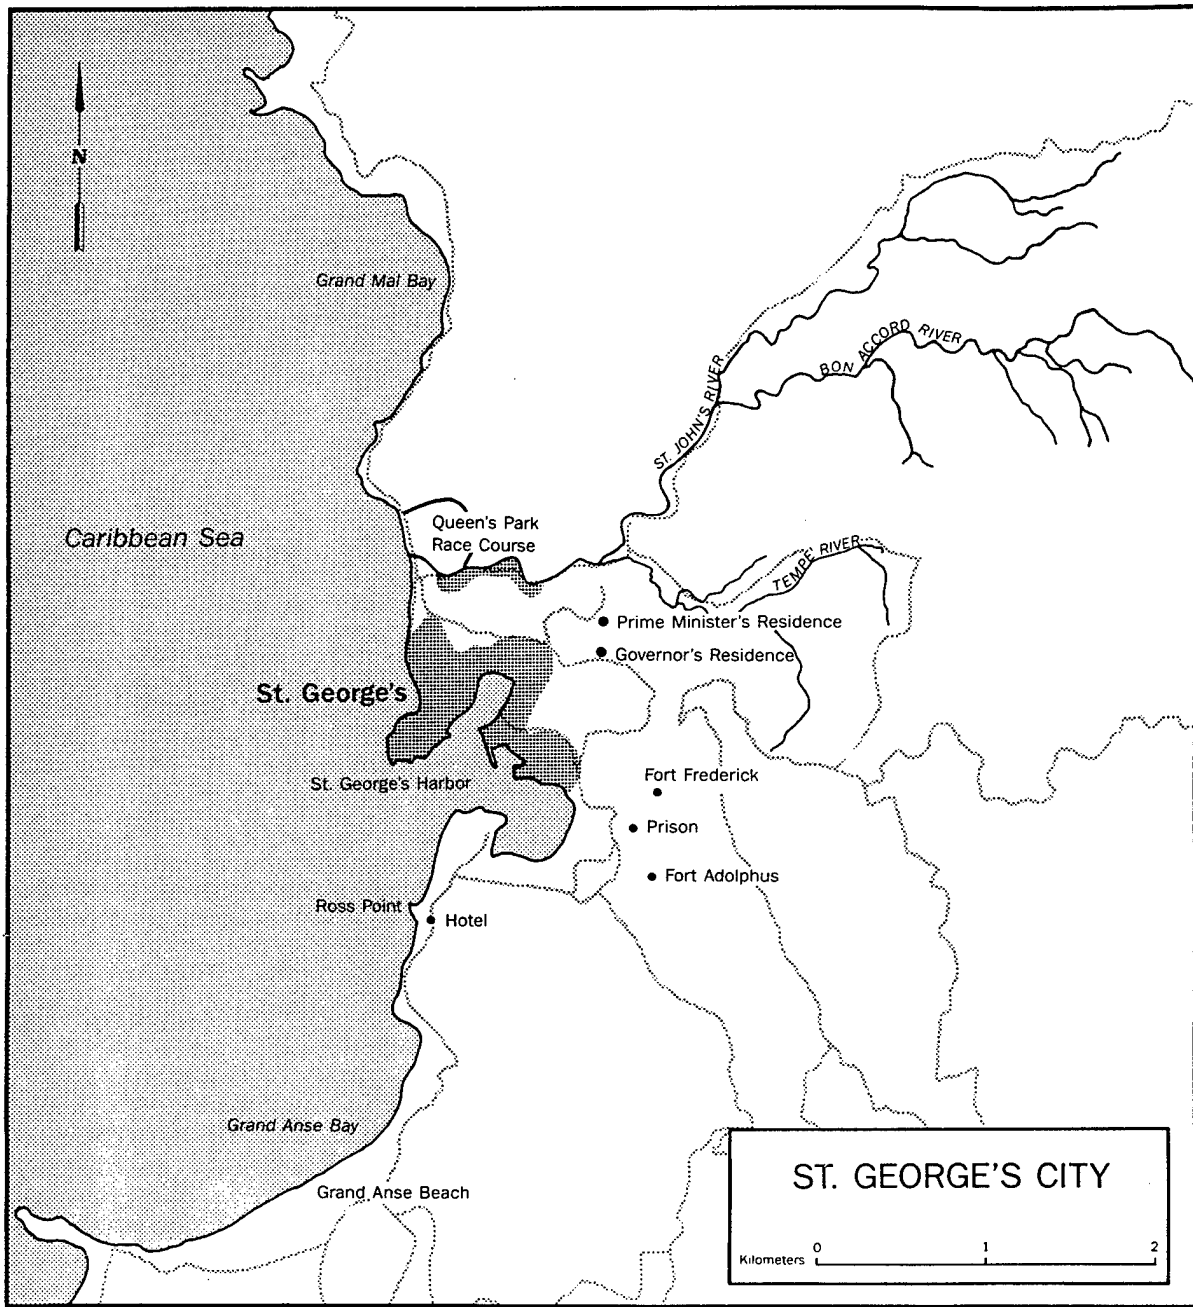 N
Grand Mal Bay
ST. JOHN'S RIVER
BON ACCORD RIVER
Caribbean Sea
Queen's Park
Race Course
TEMPE RIVER
Prime Minister's Residence
Governor's Residence
St. George's
St. George's Harbor
Fort Frederick
Prison
Fort Adolphus
Ross Point
Hotel
Grand Anse Bay
Grand Anse Beach
ST. GEORGE'S CITY
Kilometers 0 1 2